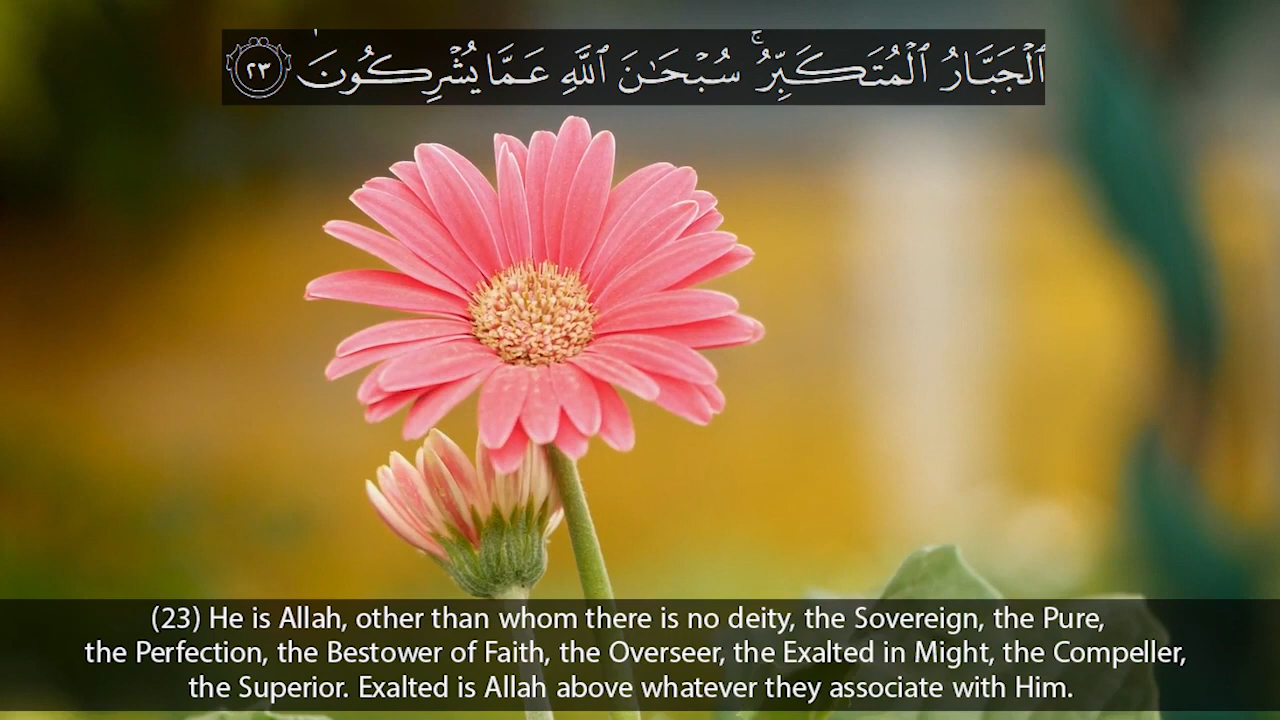 ٱلْجَبَّارُ ٱلْمُتَكَبِّرُ ۚ سُبْحَـٰنَ ٱللَّهِ عَمَّا يُشْرِكُونَ ٢٣
(23) He is Allah, other than whom there is no deity, the Sovereign, the Pure,
the Perfection, the Bestower of Faith, the Overseer, the Exalted in Might, the Compeller,
the Superior. Exalted is Allah above whatever they associate with Him.